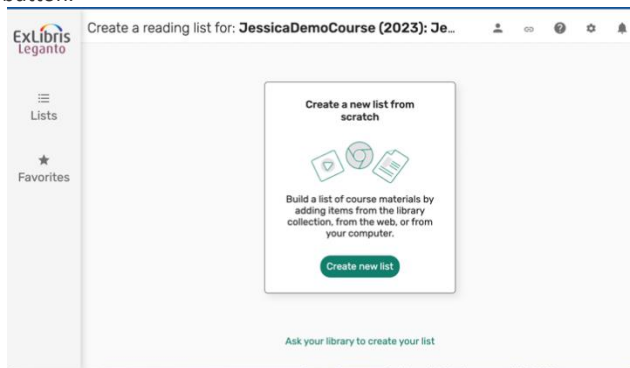 button.
ExLibris
Leganto
Create a reading list for: JessicaDemoCourse (2023): Je...
Lists
Favorites
Create a new list from
scratch
Build a list of course materials by
adding items from the library
collection, from the web, or from
your computer.
Create new list
Ask your library to create your list